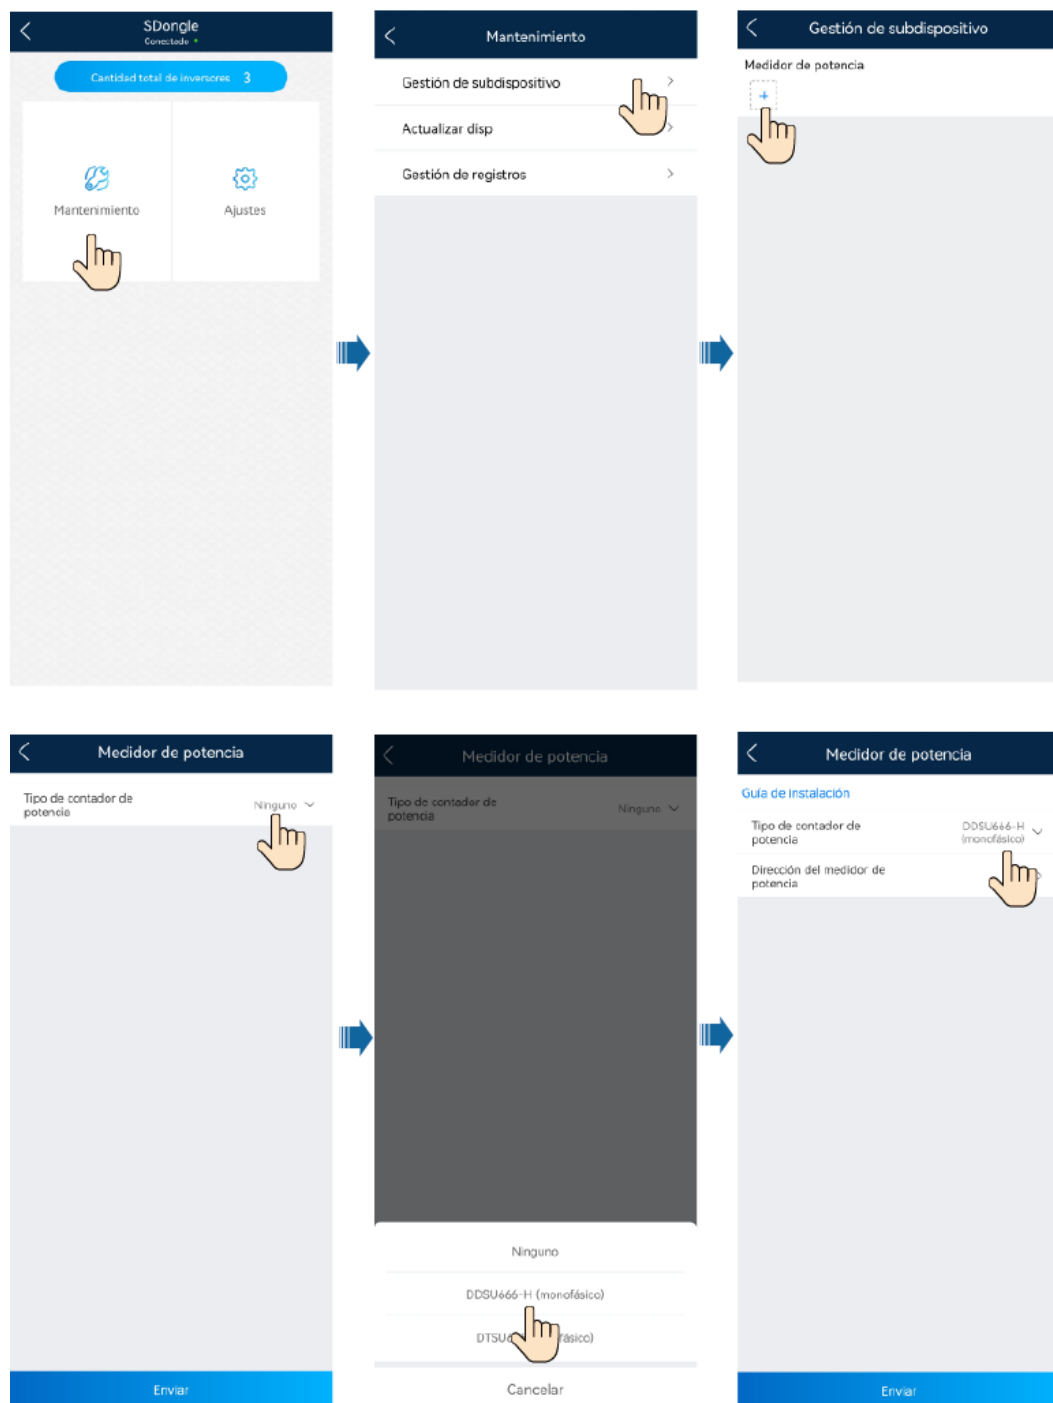 SDongle
Conectado
Cantidad total de inversores 3
Mantenimiento
Ajustes
Mantenimiento
Gestión de subdispositivo
Actualizar disp
Gestión de registros
Gestión de subdispositivo
Medidor de potencia
+
Medidor de potencia
Tipo de contador de
potencia
Ninguno
Enviar
Medidor de potencia
Tipo de contador de
potencia
Ninguno
Ninguno
DDSU666-H (monofásico)
Cancelar
Medidor de potencia
Guía de instalación
Tipo de contador de
potencia
DDSU666-H
(monofásico)
Dirección del medidor de
potencia
Enviar